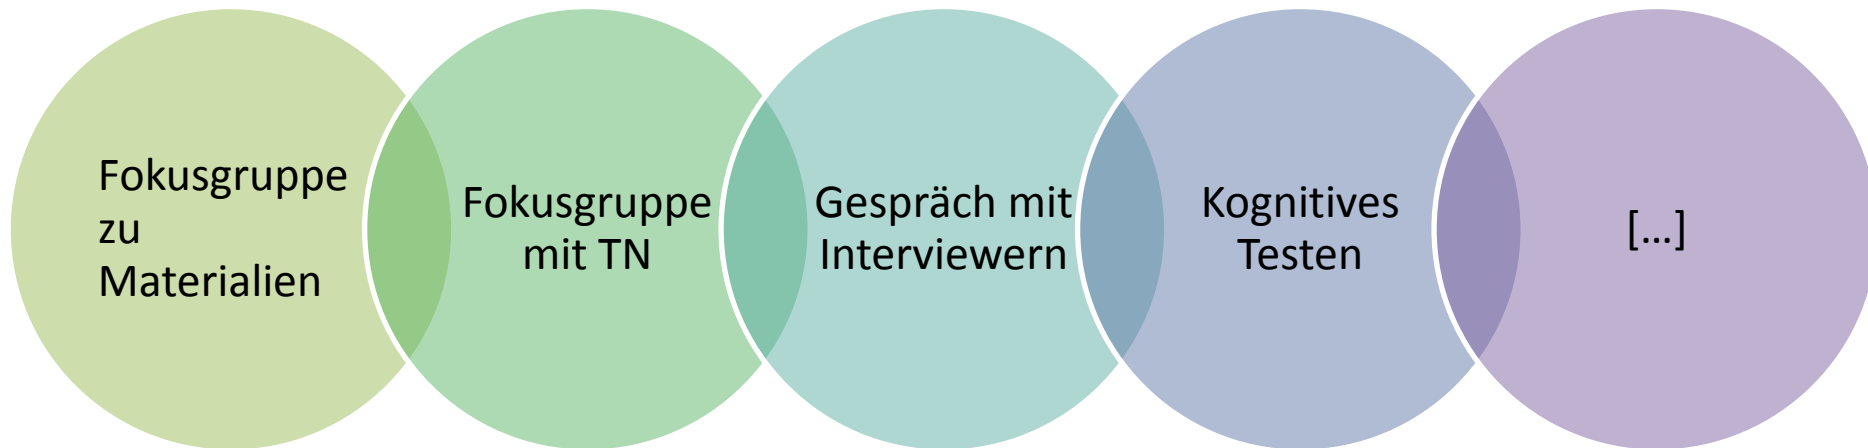 Fokusgruppe
zu
Materialien
Fokusgruppe
mit TN
Gespräch mit
Interviewern
Kognitives
Testen
[...]